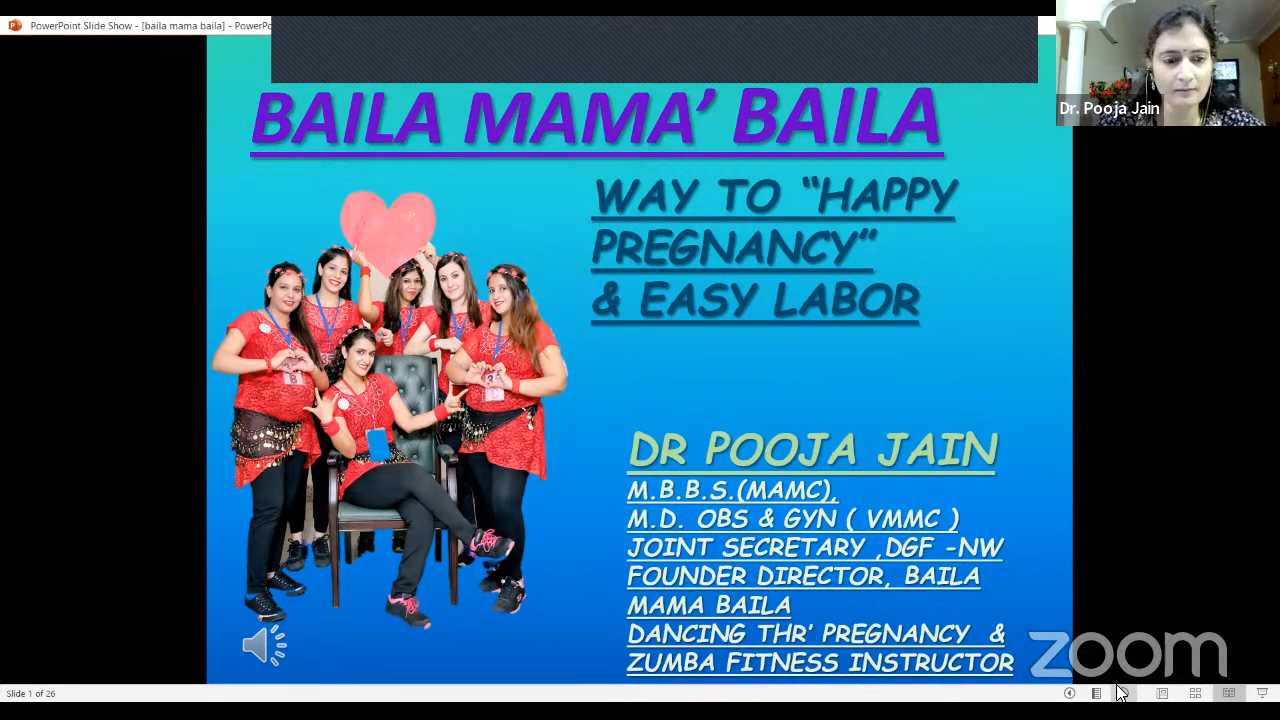 PowerPoint Slide Show - [baila mama baila] - PowerPo
Dr. Pooja Jain
BAILA MAMA' BAILA
WAY TO “HAPPY
PREGNANCY”
& EASY LABOR
DR POOJA JAIN
M.B.B.S.(MAMC),
M.D. OBS & GYN ( VMMC )
JOINT SECRETARY ,DGF -NW
FOUNDER DIRECTOR, BAILA
MAMA BAILA
DANCING THR’ PREGNANCY &
ZUMBA FITNESS INSTRUCTOR
zoom
Slide 1 of 26